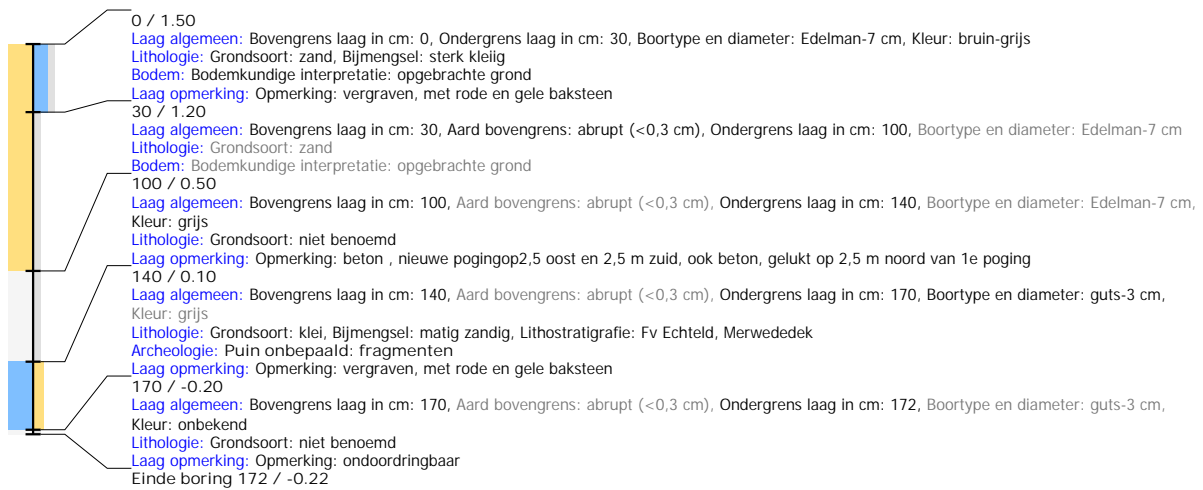 0 / 1.50
Laag algemeen: Bovengrens laag in cm: 0, Ondergrens laag in cm: 30, Boortype en diameter: Edelman-7 cm, Kleur: bruin-grijs
Lithologie: Grondsoort: zand, Bijmengsel: sterk kleiig
Bodem: Bodemkundige interpretatie: opgebrachte grond
Laag opmerking: Opmerking: vergraven, met rode en gele baksteen
30 / 1.20
Laag algemeen: Bovengrens laag in cm: 30, Aard bovengrens: abrupt (<0,3 cm), Ondergrens laag in cm: 100, Boortype en diameter: Edelman-7 cm
Lithologie: Grondsoort: zand
Bodem: Bodemkundige interpretatie: opgebrachte grond
100 / 0.50
Laag algemeen: Bovengrens laag in cm: 100, Aard bovengrens: abrupt (<0,3 cm), Ondergrens laag in cm: 140, Boortype en diameter: Edelman-7 cm,
Kleur: grijs
Lithologie: Grondsoort: niet benoemd
Laag opmerking: Opmerking: beton , nieuwe pogingop2,5 oost en 2,5 m zuid, ook beton, gelukt op 2,5 m noord van 1e poging
140 / 0.10
Laag algemeen: Bovengrens laag in cm: 140, Aard bovengrens: abrupt (<0,3 cm), Ondergrens laag in cm: 170, Boortype en diameter: guts-3 cm,
Kleur: grijs
Lithologie: Grondsoort: klei, Bijmengsel: matig zandig, Lithostratigrafie: Fv Echteld, Merwededek
Archeologie: Puin onbepaald: fragmenten
Laag opmerking: Opmerking: vergraven, met rode en gele baksteen
170 / -0.20
Laag algemeen: Bovengrens laag in cm: 170, Aard bovengrens: abrupt (<0,3 cm), Ondergrens laag in cm: 172, Boortype en diameter: guts-3 cm,
Kleur: onbekend
Lithologie: Grondsoort: niet benoemd
Laag opmerking: Opmerking: ondoordringbaar
Einde boring 172 / -0.22